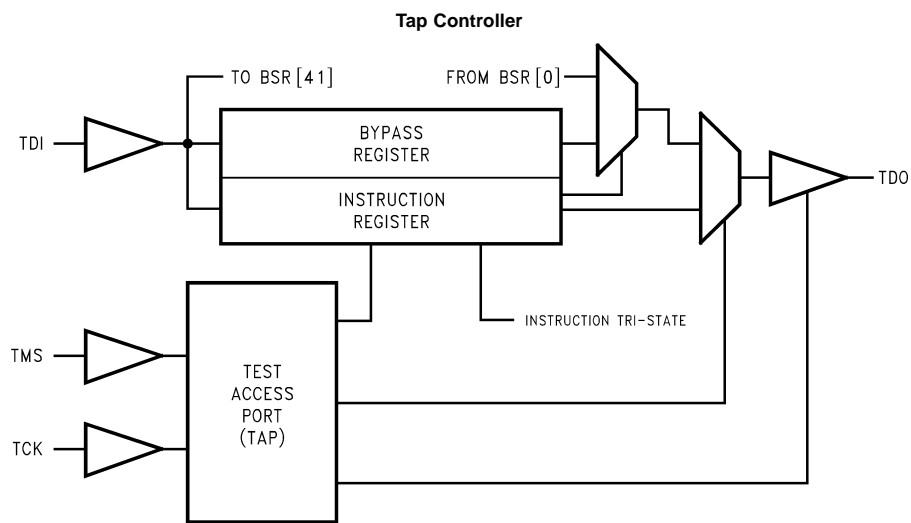 Tap Controller
TO BSR [41]
FROM BSR [0]
TDI
BYPASS
REGISTER
INSTRUCTION
REGISTER
TDO
INSTRUCTION TRI-STATE
TMS
TEST
ACCESS
PORT
(TAP)
TCK